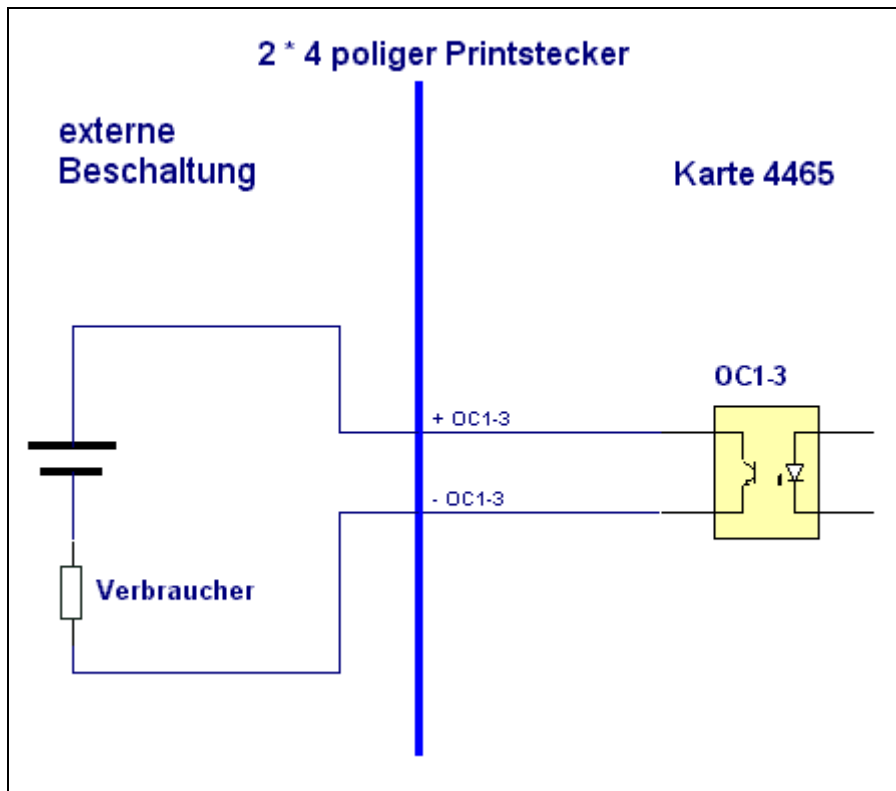 2 * 4 poliger Printstecker
externe
Beschaltung
Karte 4465
OC1-3
+ OC1-3
- OC1-3
Verbraucher